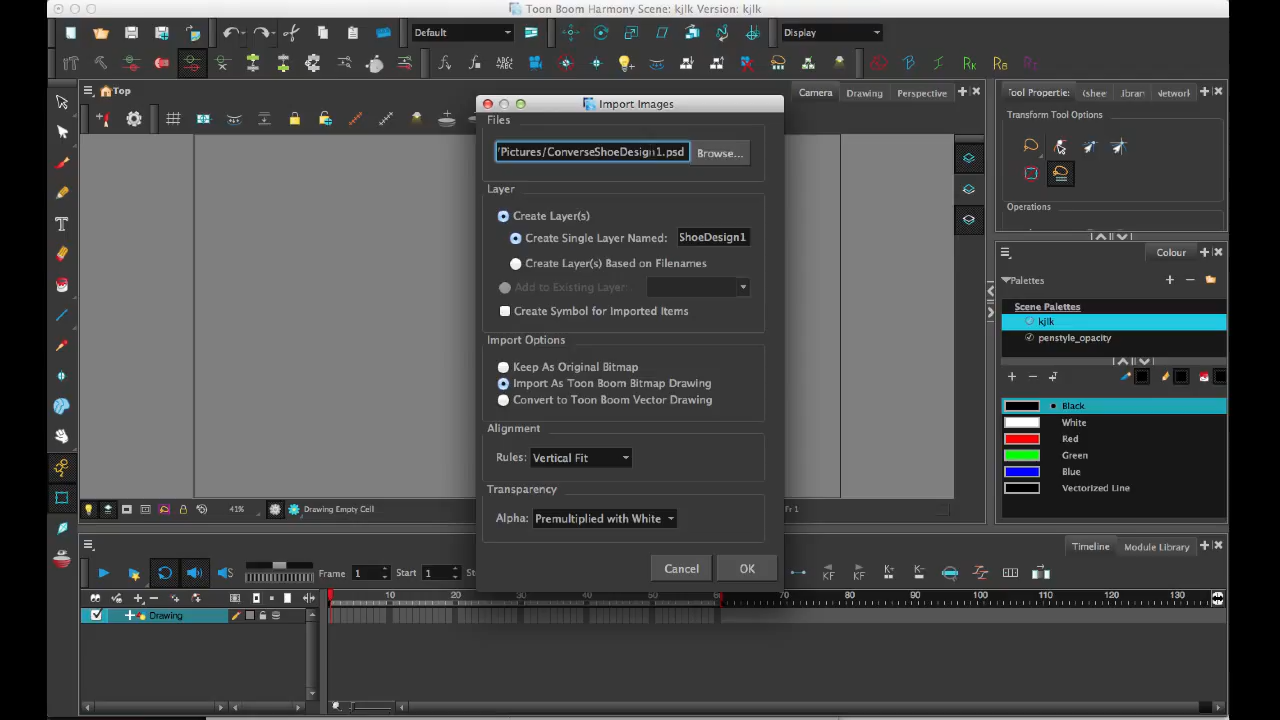 Toon Boom Harmony Scene: kjlk Version: kjlk
Default
Display
Top
Camera
Drawing
Perspective
Tool Properti
Network
Transform Tool Options
Operations
Import Images
Files
/Pictures/ConverseShoeDesign1.psd
Browse...
Layer
Create Layer(s)
Create Single Layer Named:
ShoeDesign1
Create Layer(s) Based on Filenames
Add to Existing Layer:
Create Symbol for Imported Items
Import Options
Keep As Original Bitmap
Import As Toon Boom Bitmap Drawing
Convert to Toon Boom Vector Drawing
Alignment
Rules:
Vertical Fit
Transparency
Alpha:
Premultiplied with White
Cancel
OK
Colour
Palettes
Scene Palettes
kjlk
penstyle_opacity
Black
White
Red
Green
Blue
Vectorized Line
41%
Drawing Empty Cell
Fr 1
Timeline
Module Library
Frame
1
Start
1
St
10 20 30 40 50 60 70 80 90 100 110 120 130
Drawing